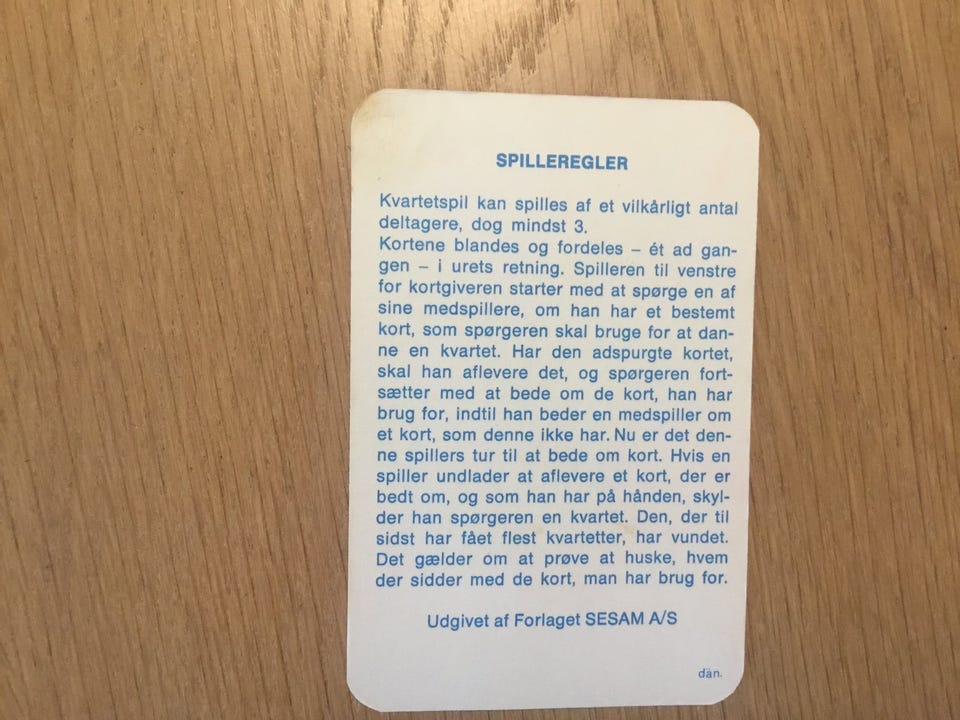 SPILLEREGLER
Kvartetspil kan spilles af et vilkårligt antal
deltagere, dog mindst 3.
Kortene blandes og fordeles – ét ad gan-
gen – i urets retning. Spilleren til venstre
for kortgiveren starter med at spørge en af
sine medspillere, om han har et bestemt
kort, som spørgeren skal bruge for at dan-
ne en kvartet. Har den adspurgte kortet,
skal han aflevere det, og spørgeren fort-
sætter med at bede om de kort, han har
brug for, indtil han beder en medspiller om
et kort, som denne ikke har. Nu er det den-
ne spillers tur til at bede om kort. Hvis en
spiller undlader at aflevere et kort, der er
bedt om, og som han har på hånden, skyl-
der han spørgeren en kvartet. Den, der til
sidst har fået flest kvartetter, har vundet.
Det gælder om at prøve at huske, hvem
der sidder med de kort, man har brug for.
Udgivet af Forlaget SESAM A/S
dän.